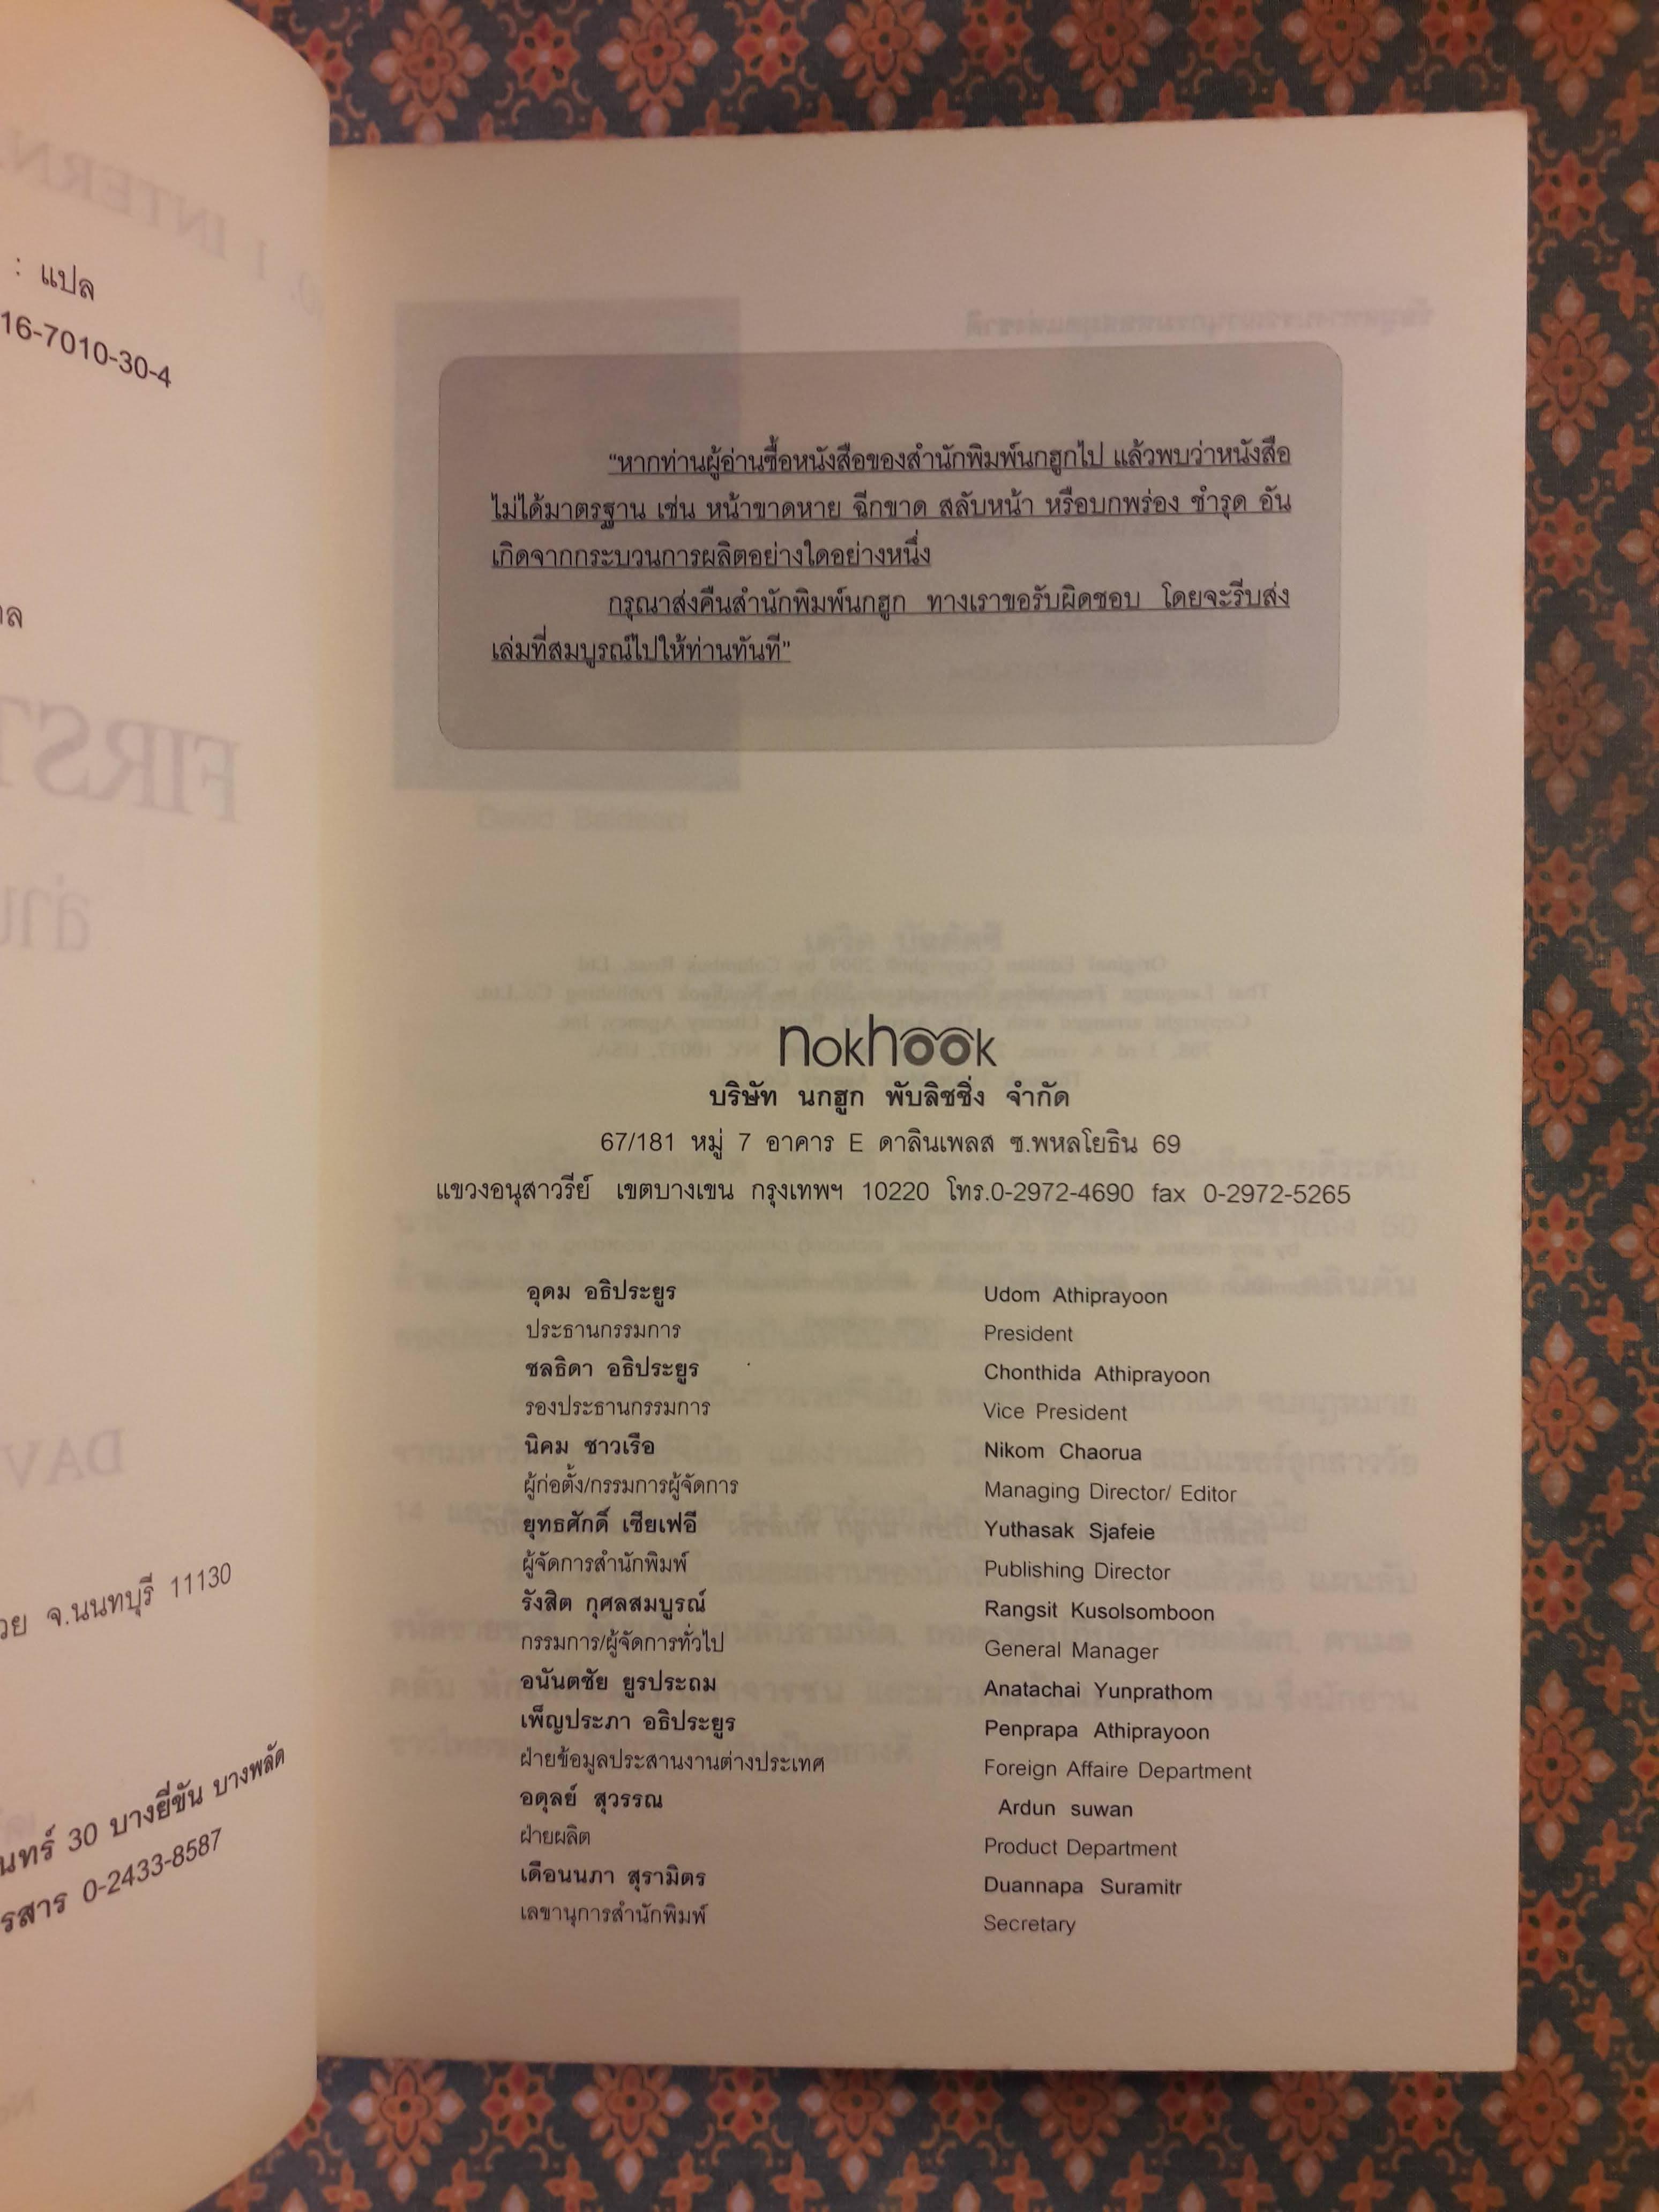 : แปล
16-7010-30-4
วย จ.นนทบุรี 11130
นทร์ 30 บางยี่ขัน บางพลัด
รสาร 0-2433-8587
"หากท่านผู้อ่านซื้อหนังสือของสำนักพิมพ์นกฮูกไป แล้วพบว่าหนังสือ
ไม่ได้มาตรฐาน เช่น หน้าขาดหาย ฉีกขาด สลับหน้า หรือบกพร่อง ชำรุด อัน
เกิดจากกระบวนการผลิตอย่างใดอย่างหนึ่ง
กรุณาส่งคืนสำนักพิมพ์นกฮูก ทางเราขอรับผิดชอบ โดยจะรีบส่ง
เล่มที่สมบูรณ์ไปให้ท่านทันที"
nokhook
บริษัท นกฮูก พับลิชชิ่ง จำกัด
67/181 หมู่ 7 อาคาร E ดาลินเพลส ซ.พหลโยธิน 69
แขวงอนุสาวรีย์ เขตบางเขน กรุงเทพฯ 10220 โทร.0-2972-4690 fax 0-2972-5265
อุดม อธิประยูร Udom Athiprayoon
ประธานกรรมการ President
ชลธิดา อธิประยูร Chonthida Athiprayoon
รองประธานกรรมการ Vice President
นิคม ชาวเรือ Nikom Chaorua
ผู้ก่อตั้ง/กรรมการผู้จัดการ Managing Director/ Editor
ยุทธศักดิ์ เซียเฟอี Yuthasak Sjafeie
ผู้จัดการสำนักพิมพ์ Publishing Director
รังสิต กุศลสมบูรณ์ Rangsit Kusolsomboon
กรรมการ/ผู้จัดการทั่วไป General Manager
อนันตชัย ยูรประถม Anatachai Yunprathom
เพ็ญประภา อธิประยูร Penprapa Athiprayoon
ฝ่ายข้อมูลประสานงานต่างประเทศ Foreign Affaire Department
อดุลย์ สุวรรณ Ardun suwan
ฝ่ายผลิต Product Department
เดือนนภา สุรามิตร Duannapa Suramitr
เลขานุการสำนักพิมพ์ Secretary